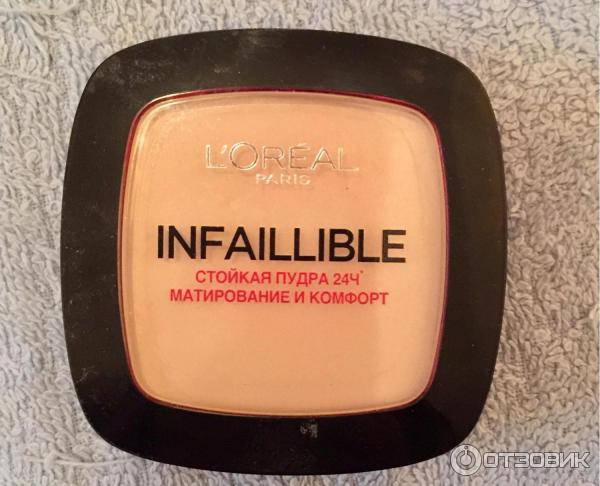 L'ORÉAL
PARIS
INFAILLIBLE
СТОЙКАЯ ПУДРА 24Ч*
МАТИРОВАНИЕ И КОМФОРТ
ОТЗОВИК